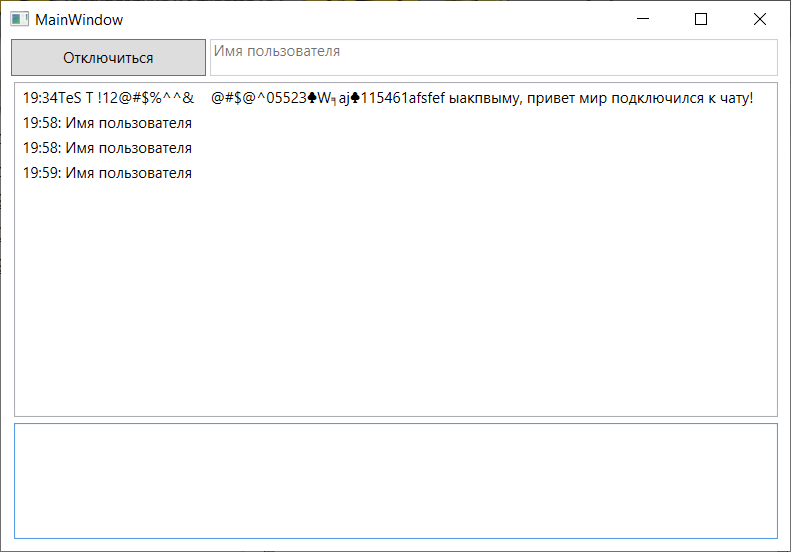 MainWindow
Отключиться
Имя пользователя
19:34TeS T !12@#$%^^& @#$@^05523♣W╕aj♣115461afsfef ыакпвыму, привет мир подключился к чату!
19:58: Имя пользователя
19:58: Имя пользователя
19:59: Имя пользователя